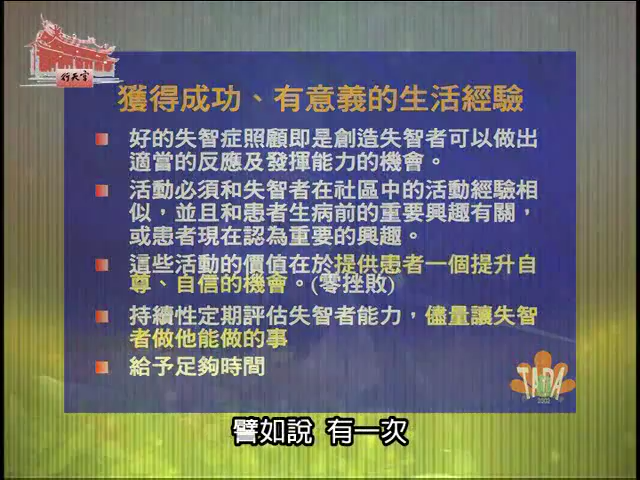 行天宮
獲得成功、有意義的生活經驗
好的失智症照顧即是創造失智者可以做出
適當的反應及發揮能力的機會。
活動必須和失智者在社區中的活動經驗相
似，並且和患者生病前的重要興趣有關，
或患者現在認為重要的興趣。
這些活動的價值在於提供患者一個提升自
尊、自信的機會。(零挫敗)
持續性定期評估失智者能力，儘量讓失智
者做他能做的事
給予足夠時間
TADA
2002
譬如說 有一次